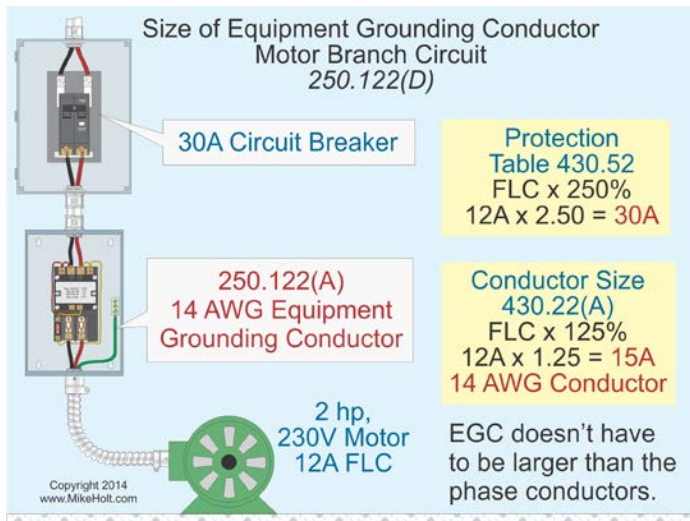 Size of Equipment Grounding Conductor
Motor Branch Circuit
250.122(D)
30A Circuit Breaker
Protection
Table 430.52
FLC x 250%
12A x 2.50 = 30A
250.122(A)
14 AWG Equipment
Grounding Conductor
Conductor Size
430.22(A)
FLC x 125%
12A x 1.25 = 15A
14 AWG Conductor
2 hp,
230V Motor
12A FLC
EGC doesn't have
to be larger than the
phase conductors.
Copyright 2014
www.MikeHolt.com